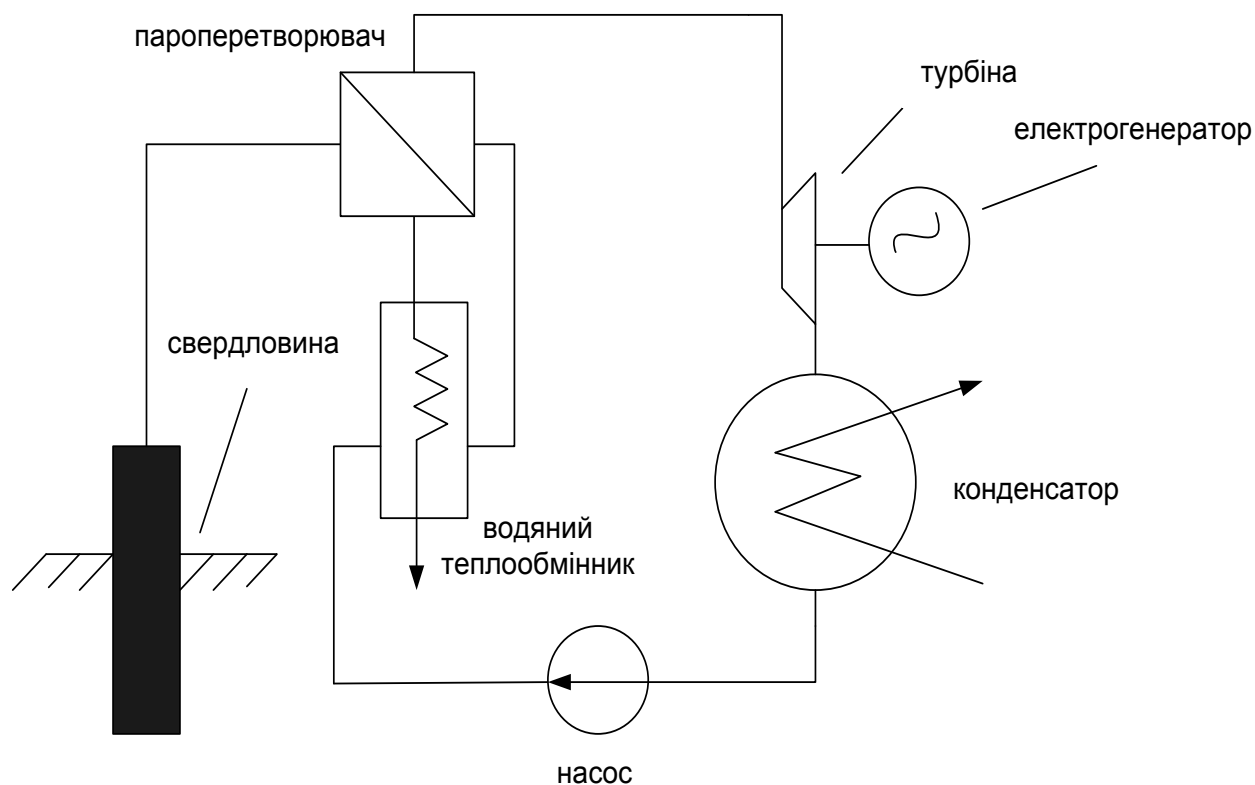 пароперетворювач
турбіна
електрогенератор
свердловина
конденсатор
водяний
теплообмінник
насос